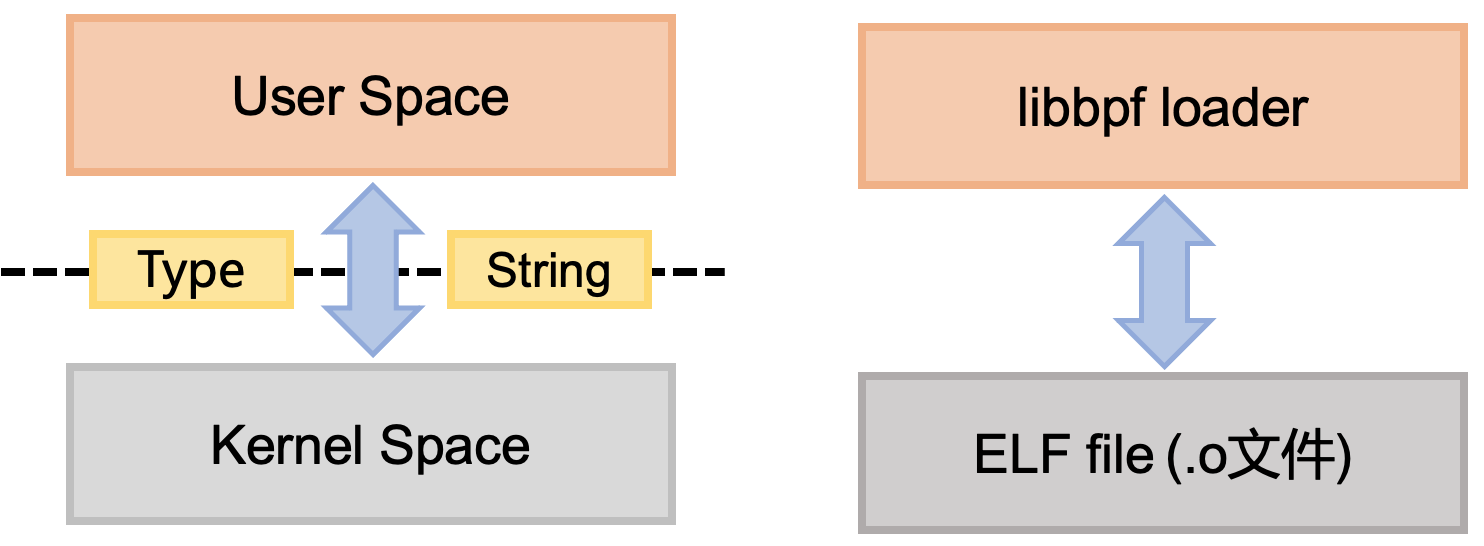 User Space
libbpf loader
Type
String
Kernel Space
ELF file (.o文件)